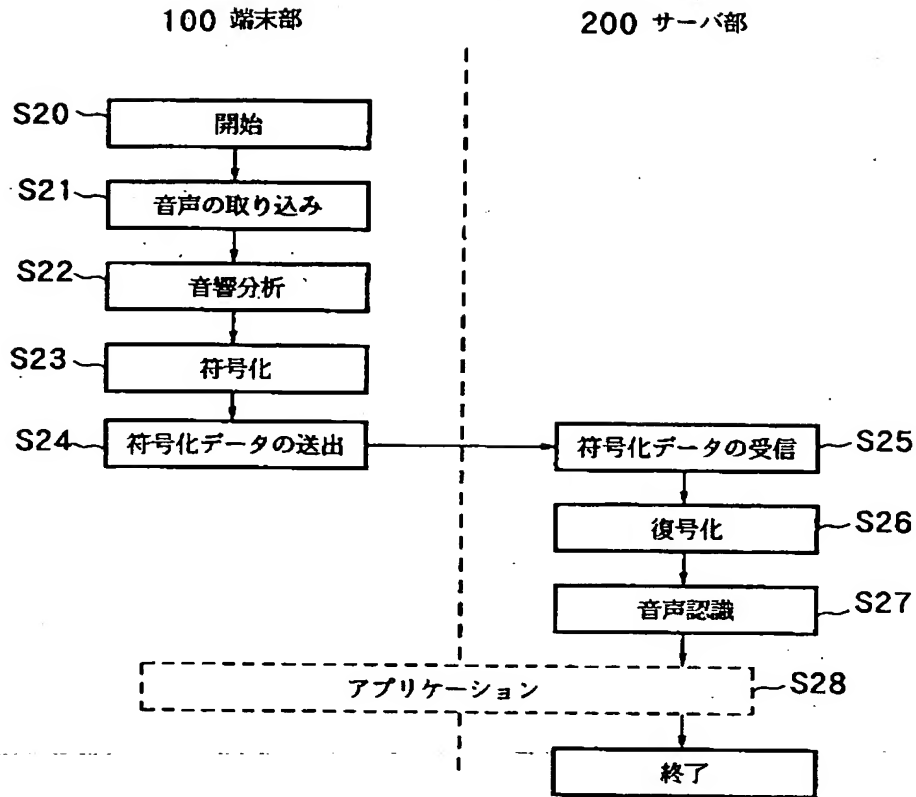 100 端末部
200 サーバ部
S20
開始
S21
音声の取り込み
S22
音響分析
S23
符号化
S24
符号化データの送出
符号化データの受信
S25
復号化
S26
音声認識
S27
アプリケーション
S28
終了